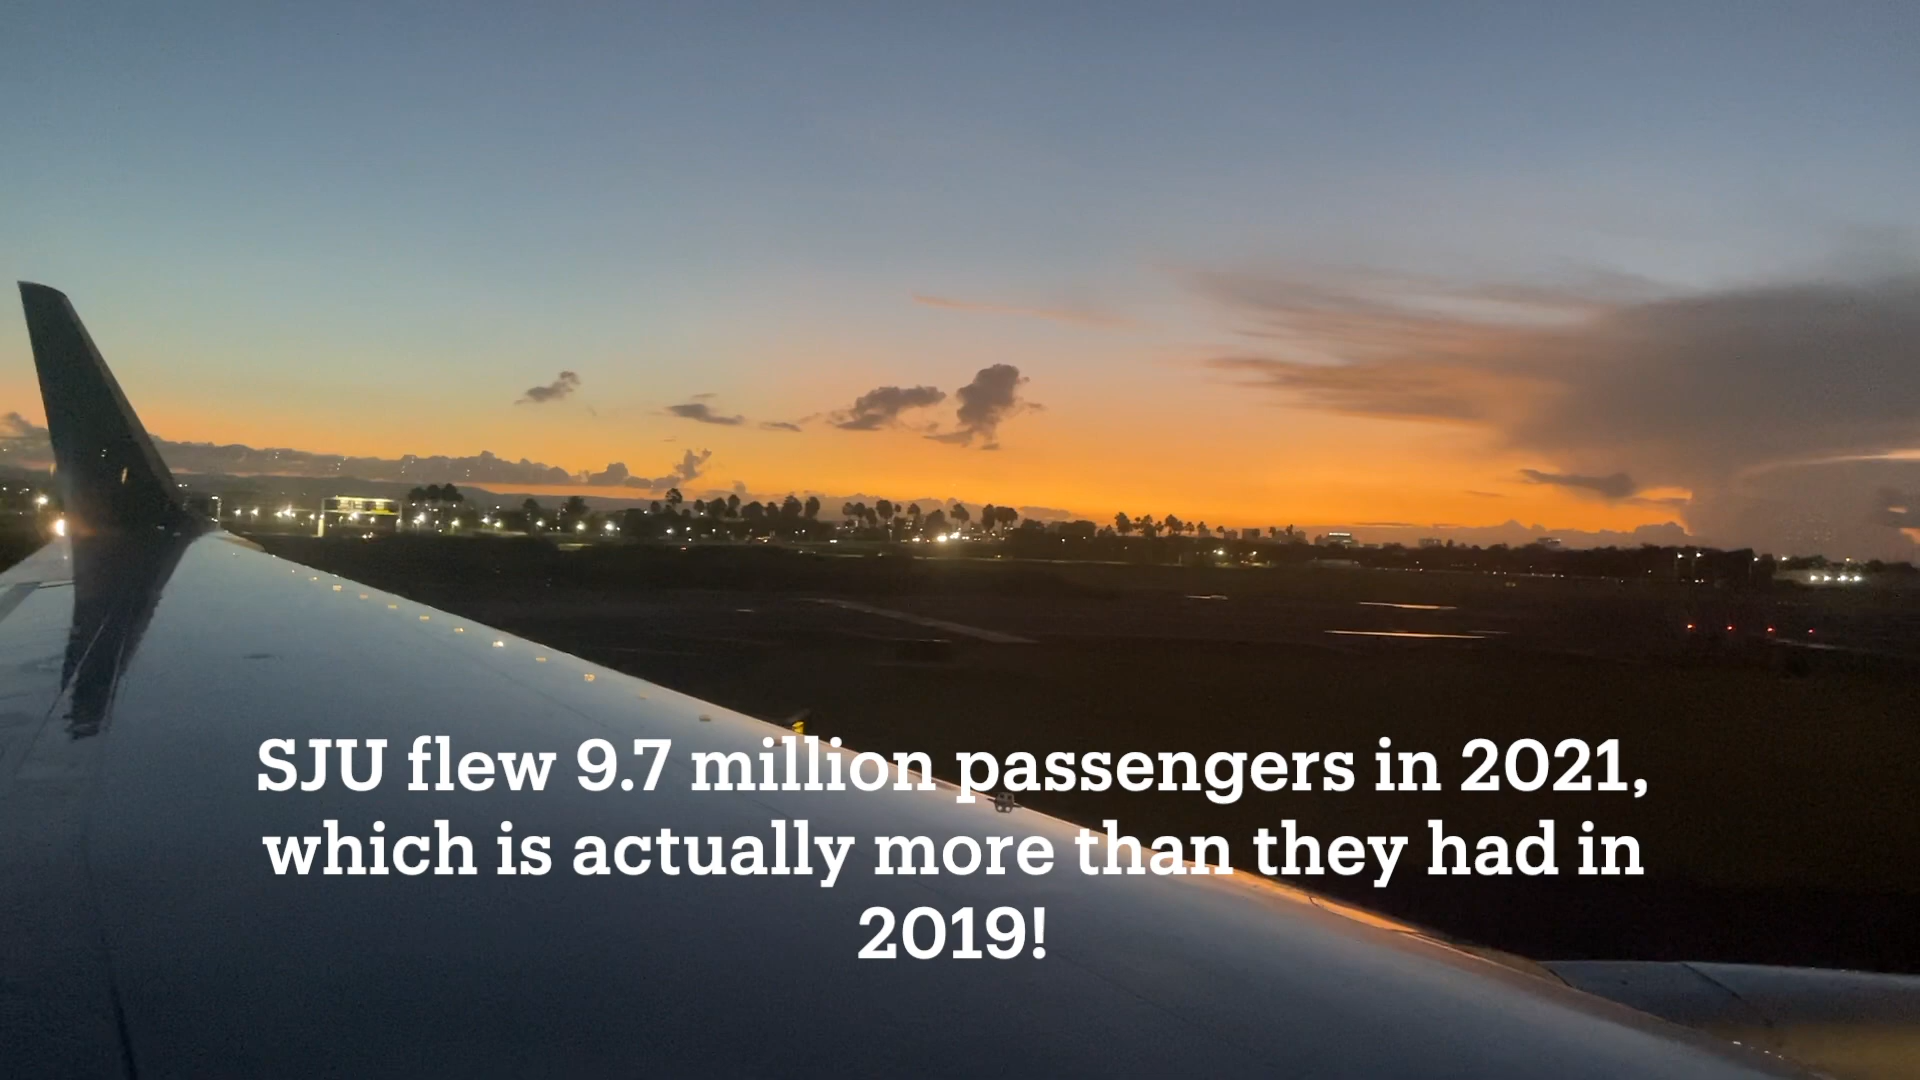 SJU flew 9.7 million passengers in 2021,
which is actually more than they had in
2019!